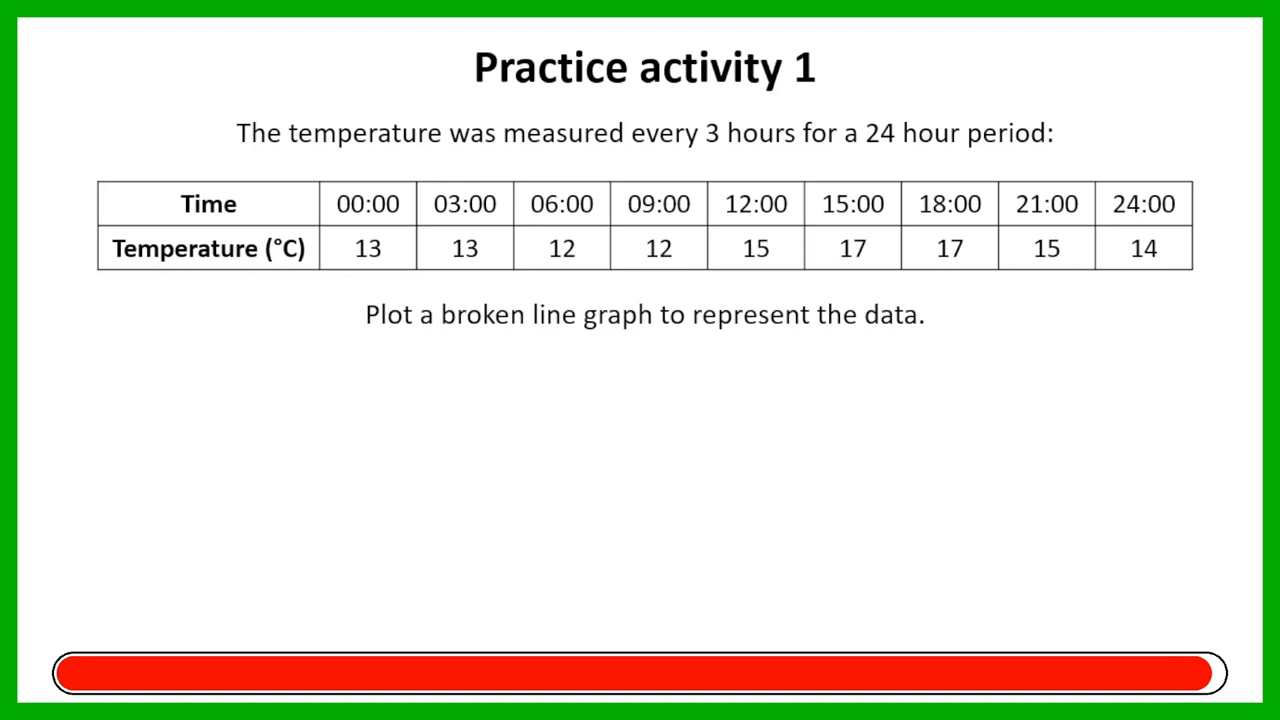 Practice activity 1
The temperature was measured every 3 hours for a 24 hour period:
Time 00:00 03:00 06:00 09:00 12:00 15:00 18:00 21:00 24:00
Temperature (°C) 13 13 12 12 15 17 17 15 14
Plot a broken line graph to represent the data.